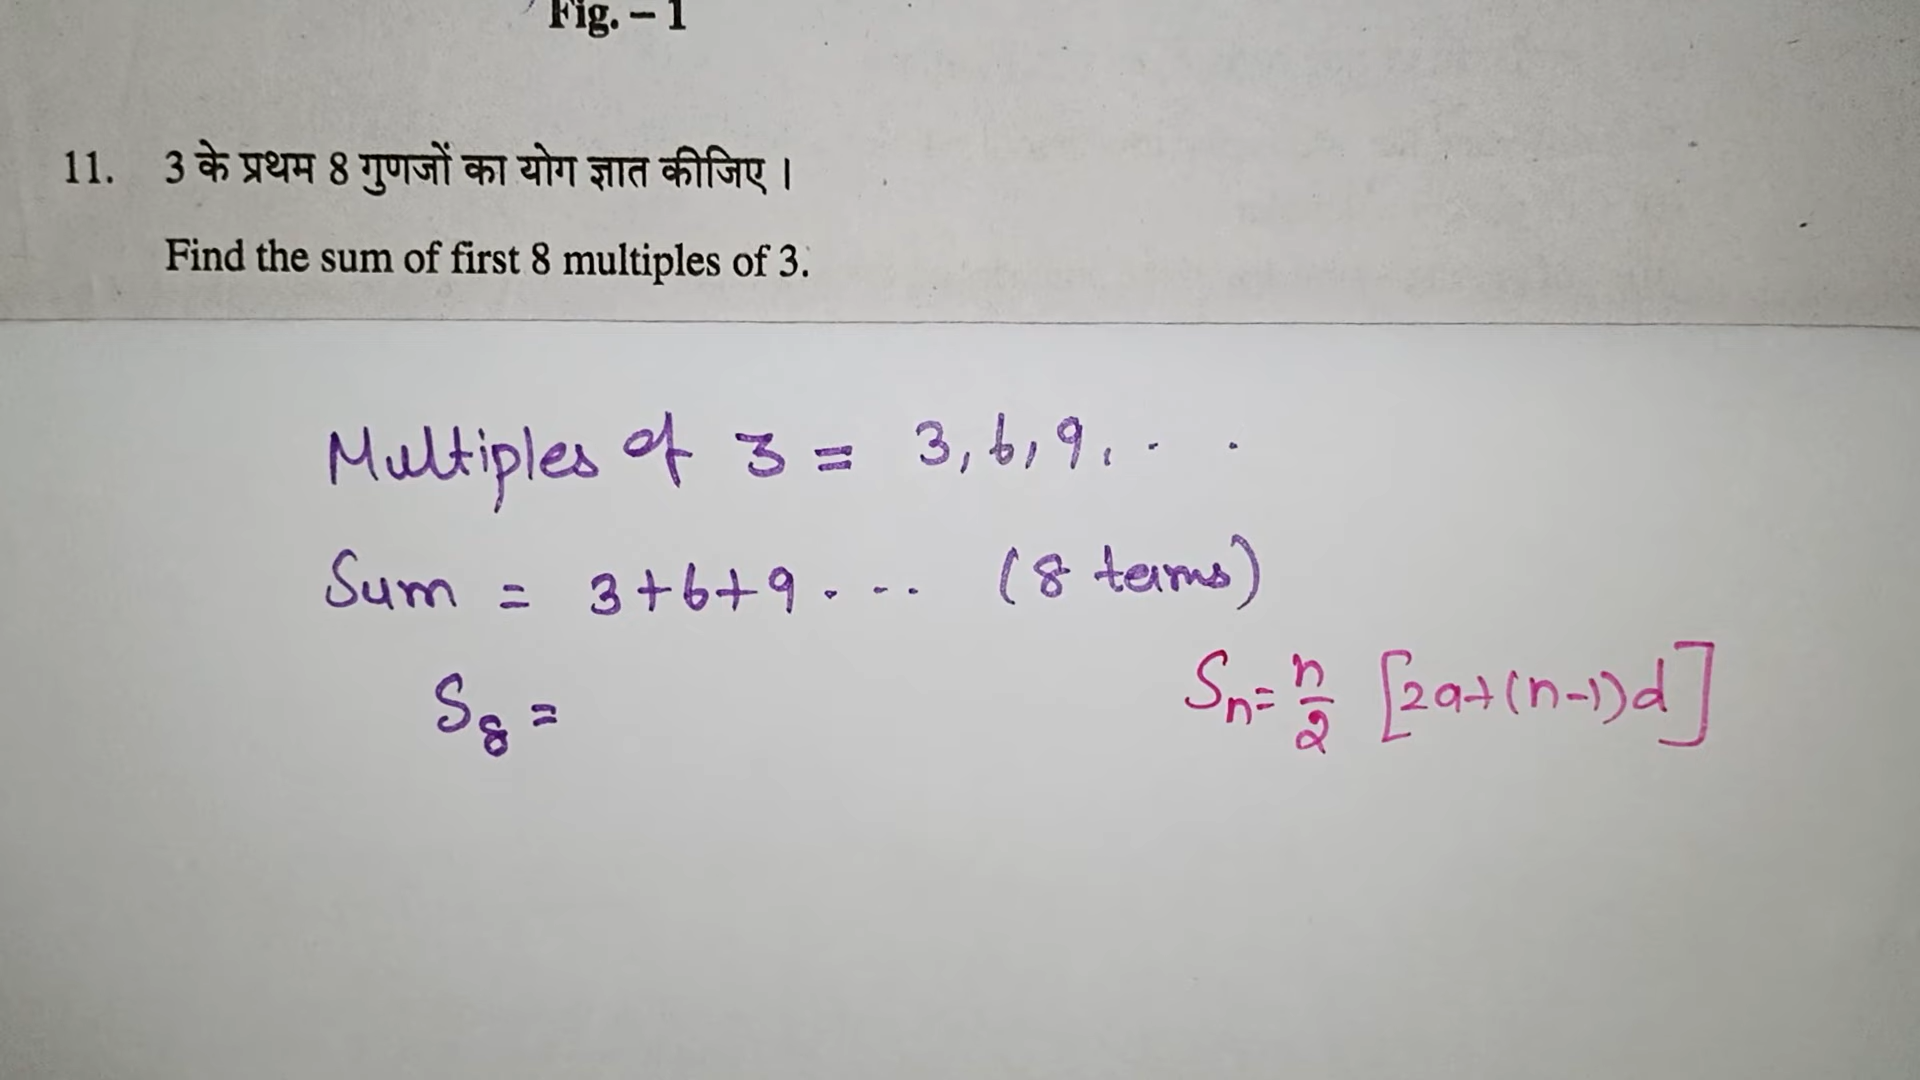 Fig. – 1
11. 3 के प्रथम 8 गुणजों का योग ज्ञात कीजिए ।
Find the sum of first 8 multiples of 3.
Multiples of 3 = 3, 6, 9, . .
Sum = 3+6+9 . . . . (8 terms)
S₈ =
Sₙ = n/2 [2a+(n-1)d]